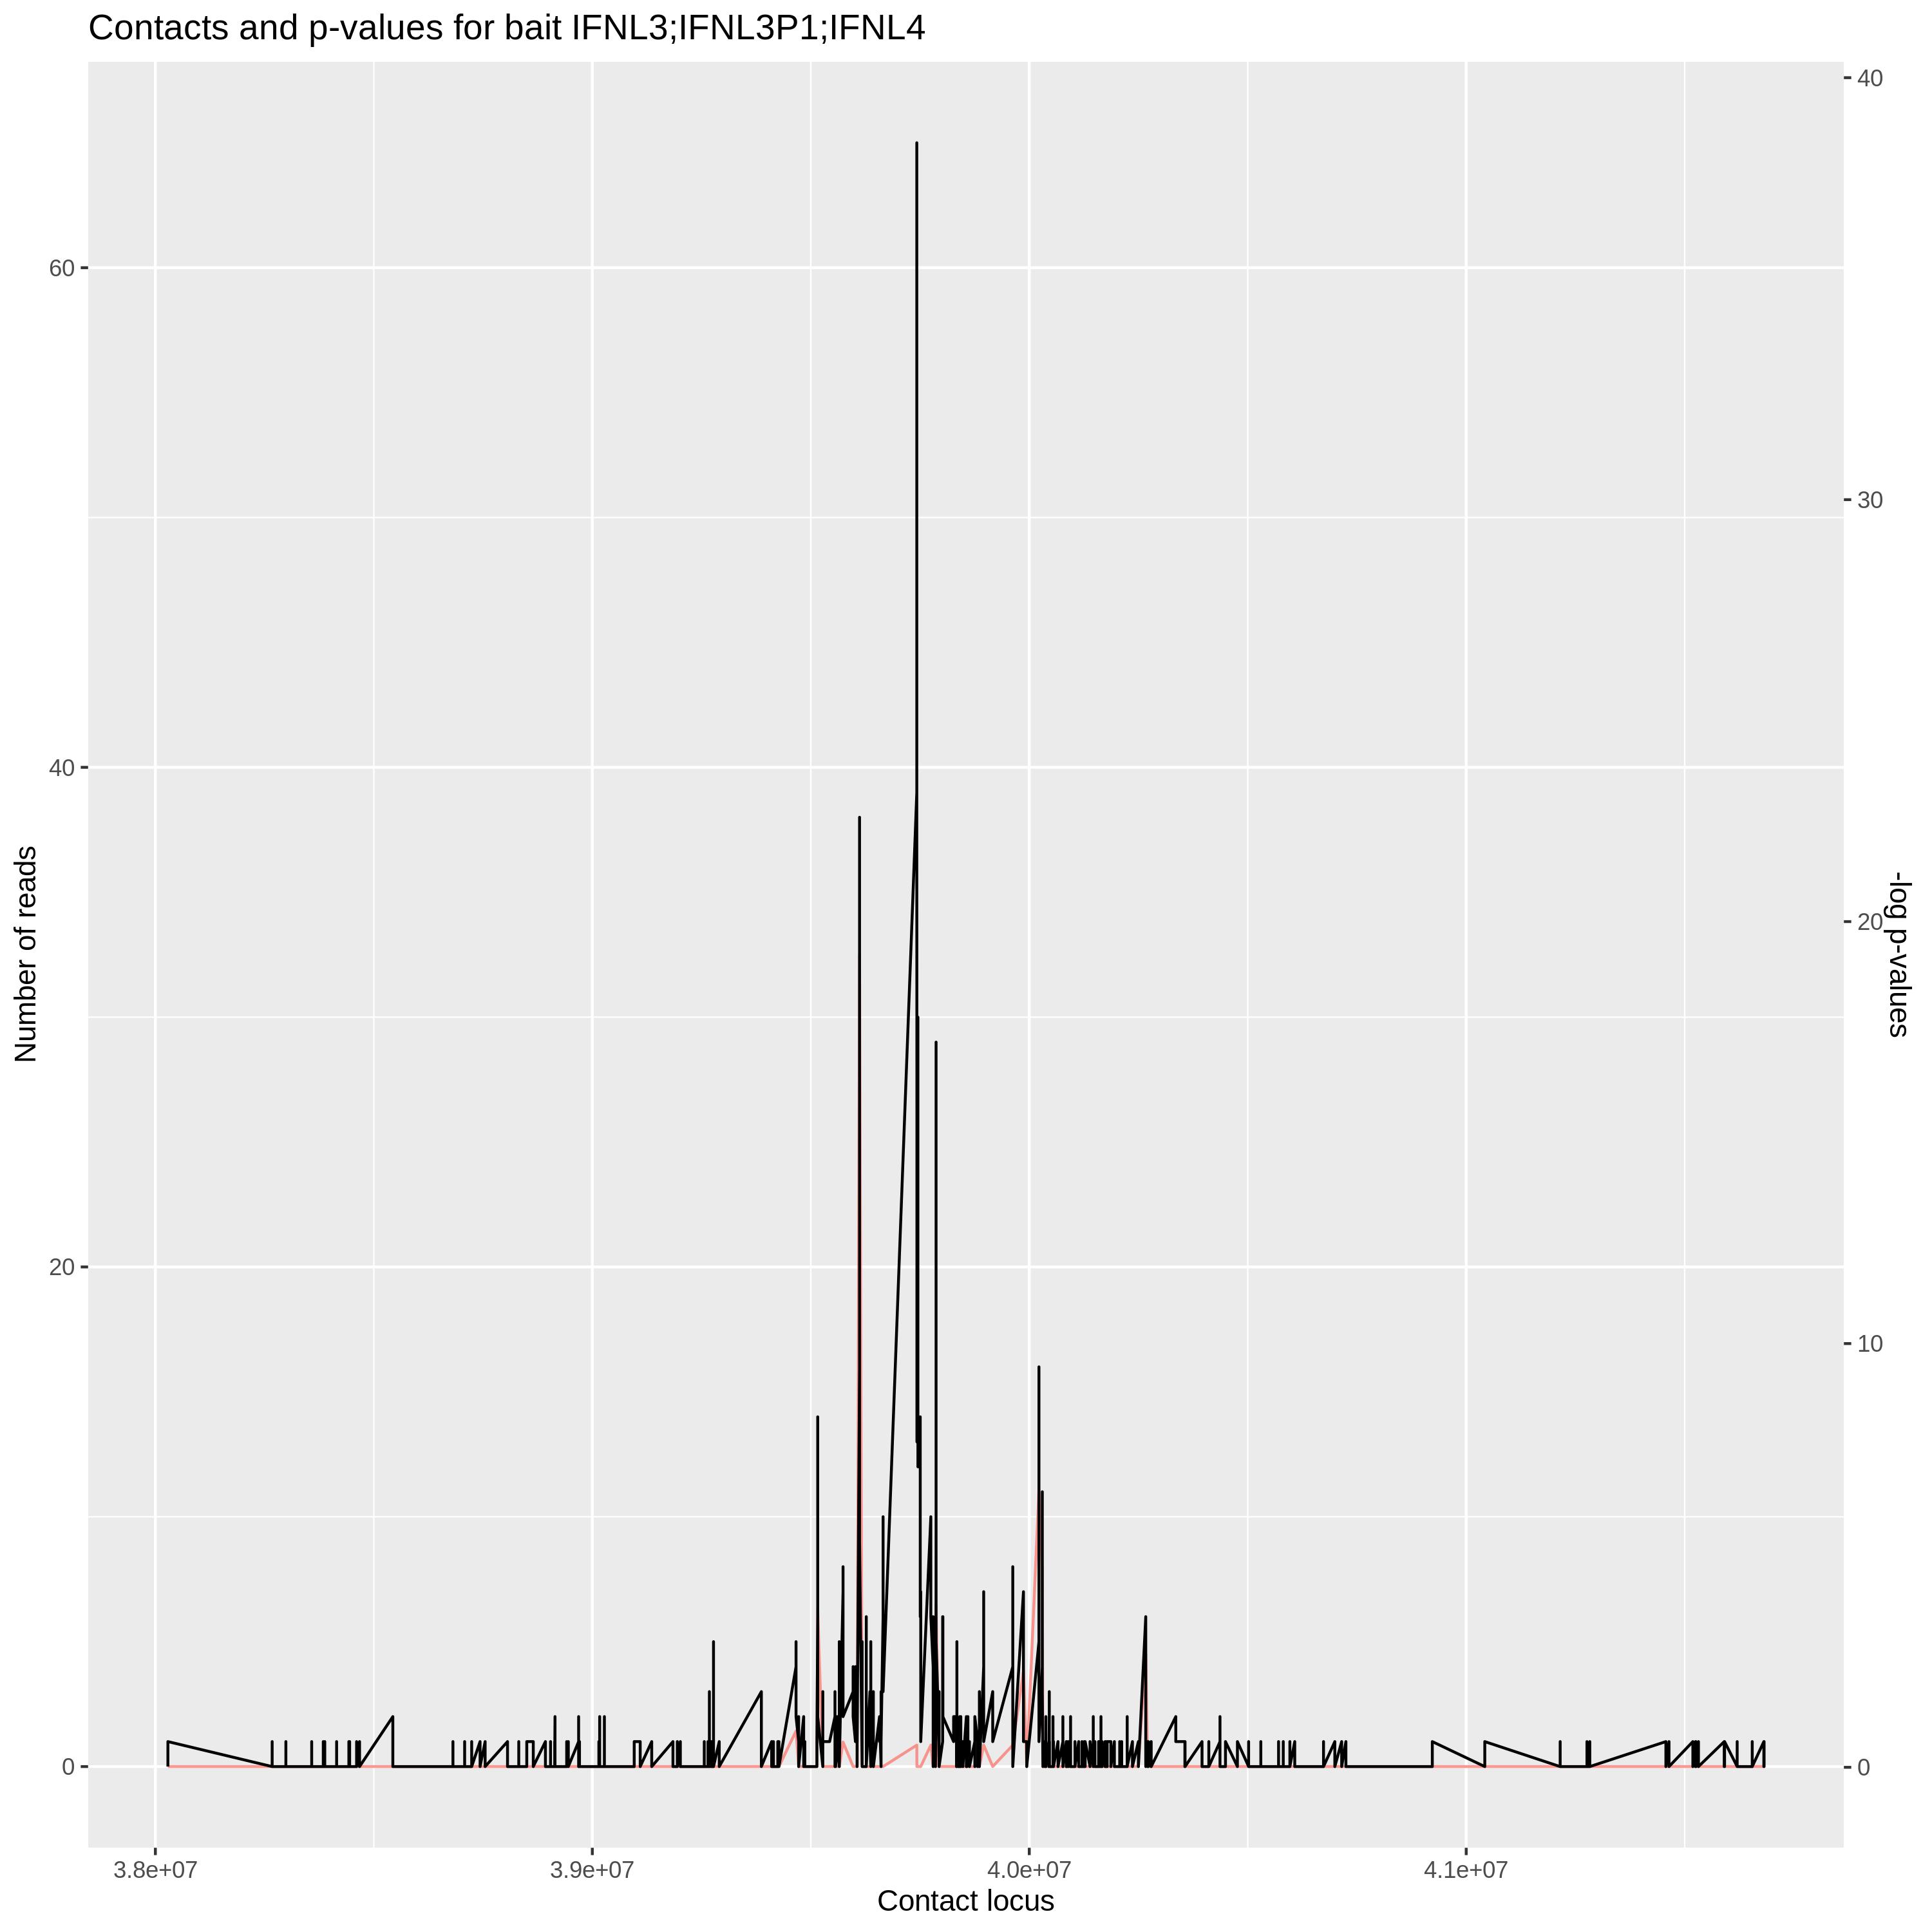 Contacts and p-values for bait IFNL3;IFNL3P1;IFNL4
Number of reads
60
40
20
0
40
30
20
10
0
-log p-values
3.8e+07
3.9e+07
4.0e+07
4.1e+07
Contact locus